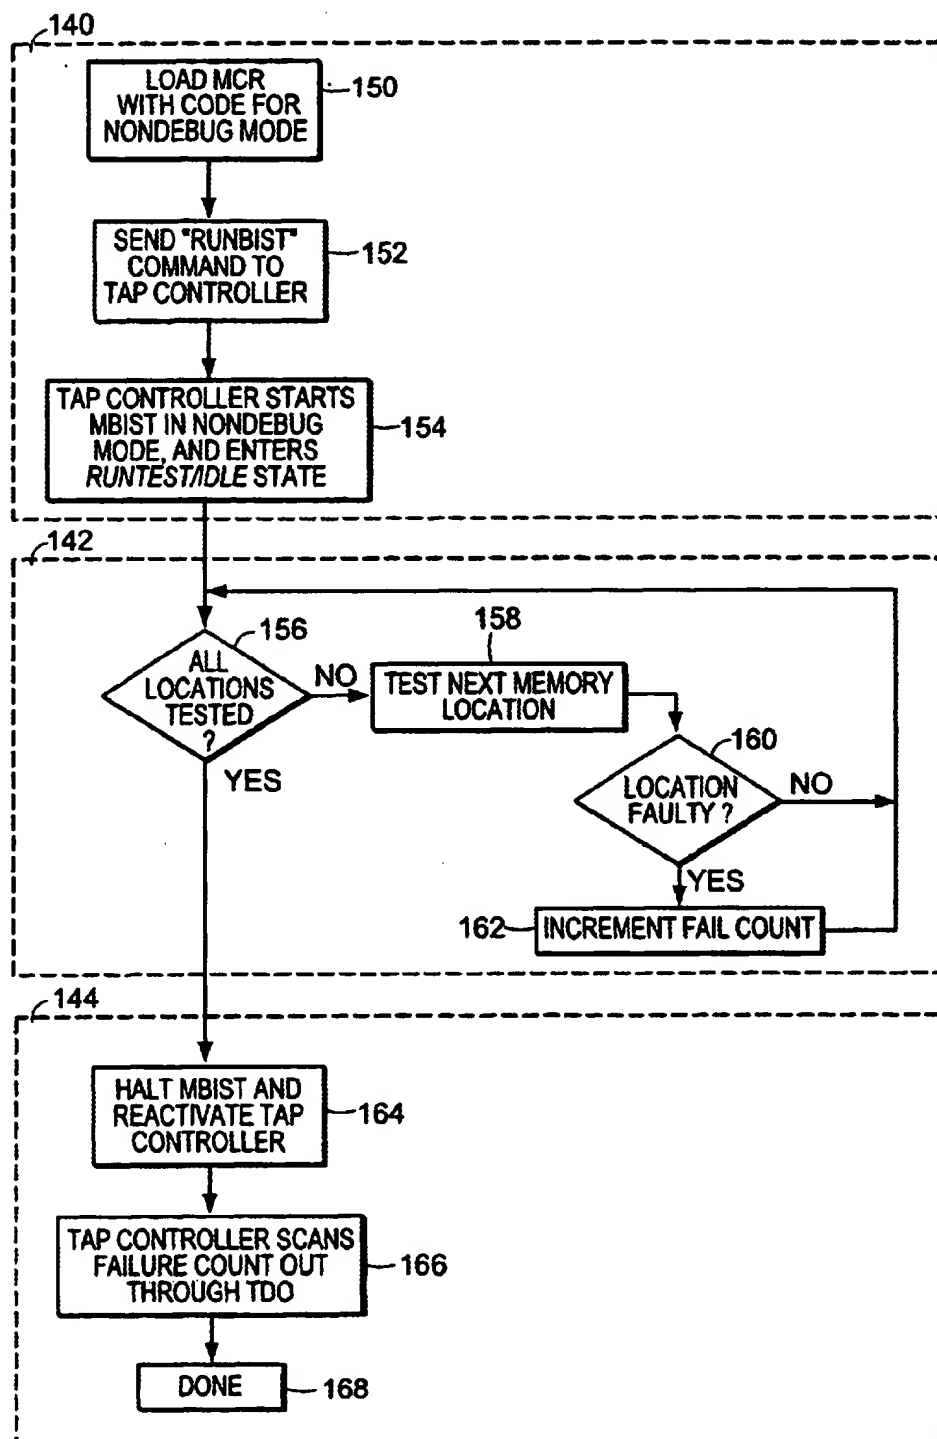 140
LOAD MCR
WITH CODE FOR
NONDEBUG MODE
150
SEND "RUNBIST"
COMMAND TO
TAP CONTROLLER
152
TAP CONTROLLER STARTS
MBIST IN NONDEBUG
MODE, AND ENTERS
RUNTEST/IDLE STATE
154
142
156
ALL
LOCATIONS
TESTED
?
NO
YES
158
TEST NEXT MEMORY
LOCATION
160
LOCATION
FAULTY ?
NO
YES
162
INCREMENT FAIL COUNT
144
HALT MBIST AND
REACTIVATE TAP
CONTROLLER
164
TAP CONTROLLER SCANS
FAILURE COUNT OUT
THROUGH TDO
166
DONE
168